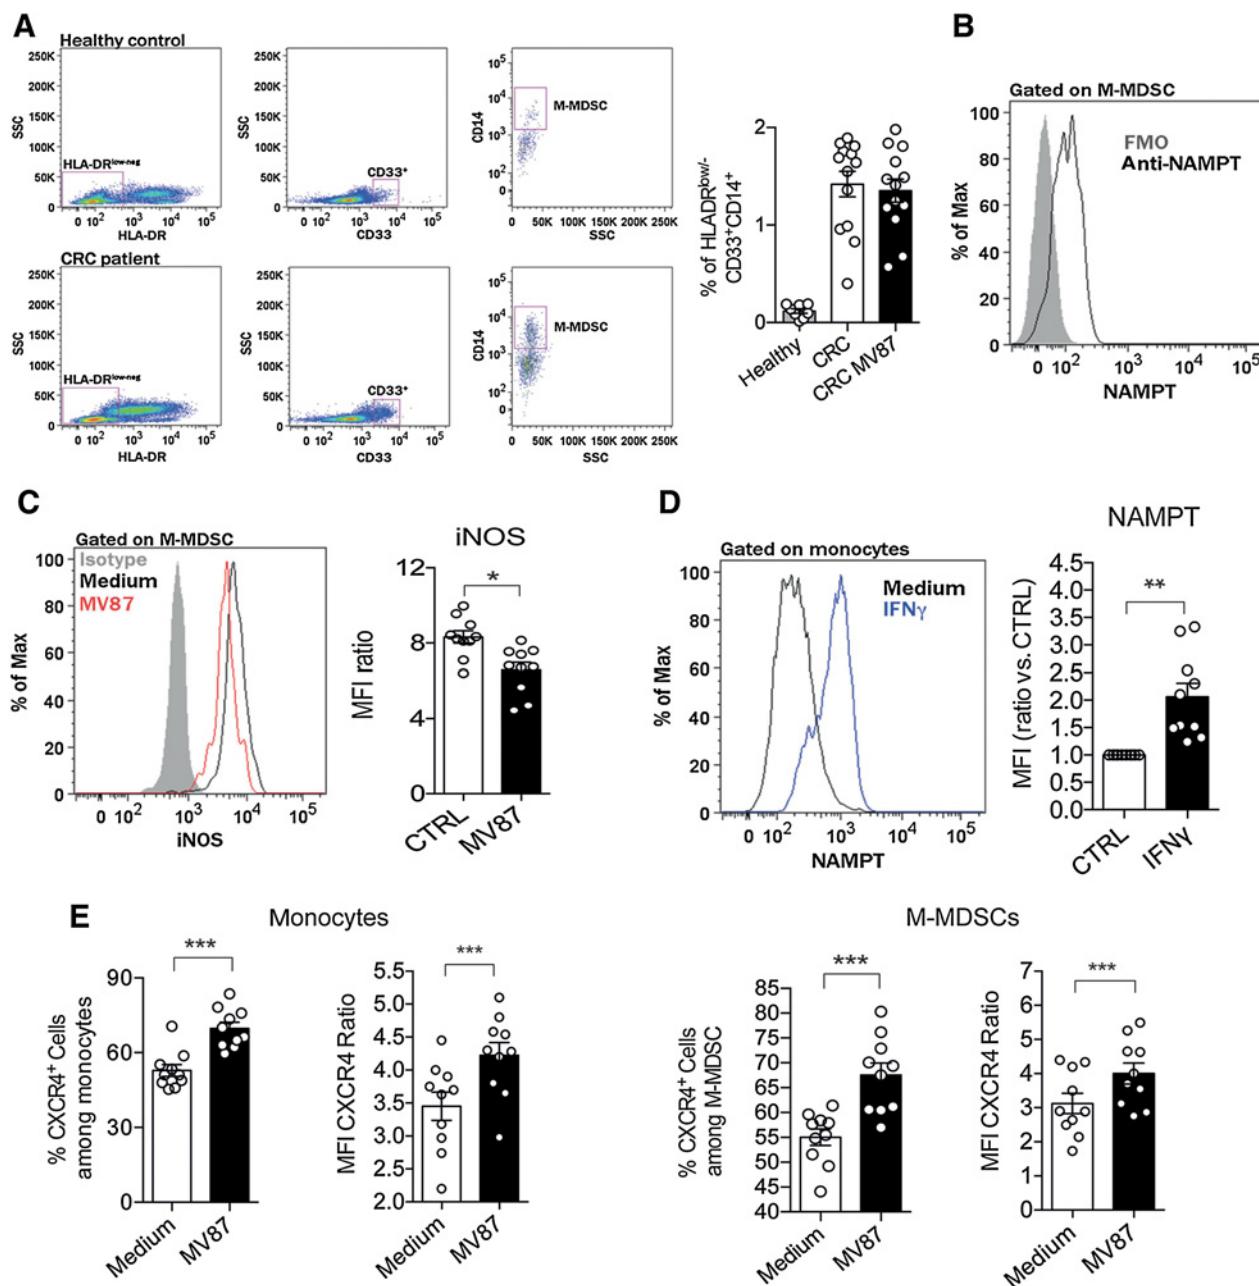 A
Healthy control
250K
200K
150K
100K
50K
0
SSC
HLA-DR^low-neg
0 10² 10³ 10⁴ 10⁵
HLA-DR
250K
200K
150K
100K
50K
0
SSC
CD33⁺
0 10² 10³ 10⁴ 10⁵
CD33
10⁵
10⁴
10³
10²
0
CD14
M-MDSC
0 50K 100K 150K 200K 250K
SSC
CRC patient
250K
200K
150K
100K
50K
0
SSC
HLA-DR^low-neg
0 10² 10³ 10⁴ 10⁵
HLA-DR
250K
200K
150K
100K
50K
0
SSC
CD33⁺
0 10² 10³ 10⁴ 10⁵
CD33
10⁵
10⁴
10³
10²
0
CD14
M-MDSC
0 50K 100K 150K 200K 250K
SSC
% of HLADR^low/-
CD33⁺CD14⁺
2
1
0
Healthy
CRC
CRC MV87
B
Gated on M-MDSC
FMO
Anti-NAMPT
% of Max
100
80
60
40
20
0
0 10² 10³ 10⁴ 10⁵
NAMPT
C
Gated on M-MDSC
Isotype
Medium
MV87
% of Max
100
80
60
40
20
0
0 10² 10³ 10⁴ 10⁵
iNOS
iNOS
*
MFI ratio
12
8
4
0
CTRL
MV87
D
Gated on monocytes
Medium
IFNγ
% of Max
100
80
60
40
20
0
0 10² 10³ 10⁴ 10⁵
NAMPT
NAMPT
**
MFI (ratio vs. CTRL)
4.5
4.0
3.5
3.0
2.5
2.0
1.5
1.0
0.5
0.0
CTRL
IFNγ
E
Monocytes
***
% CXCR4⁺ Cells
among monocytes
90
60
30
0
Medium
MV87
***
MFI CXCR4 Ratio
5.5
5.0
4.5
4.0
3.5
3.0
2.5
2.0
Medium
MV87
M-MDSCs
***
% CXCR4⁺ Cells
among M-MDSC
85
80
75
70
65
60
55
50
45
40
Medium
MV87
***
MFI CXCR4 Ratio
7
6
5
4
3
2
1
0
Medium
MV87